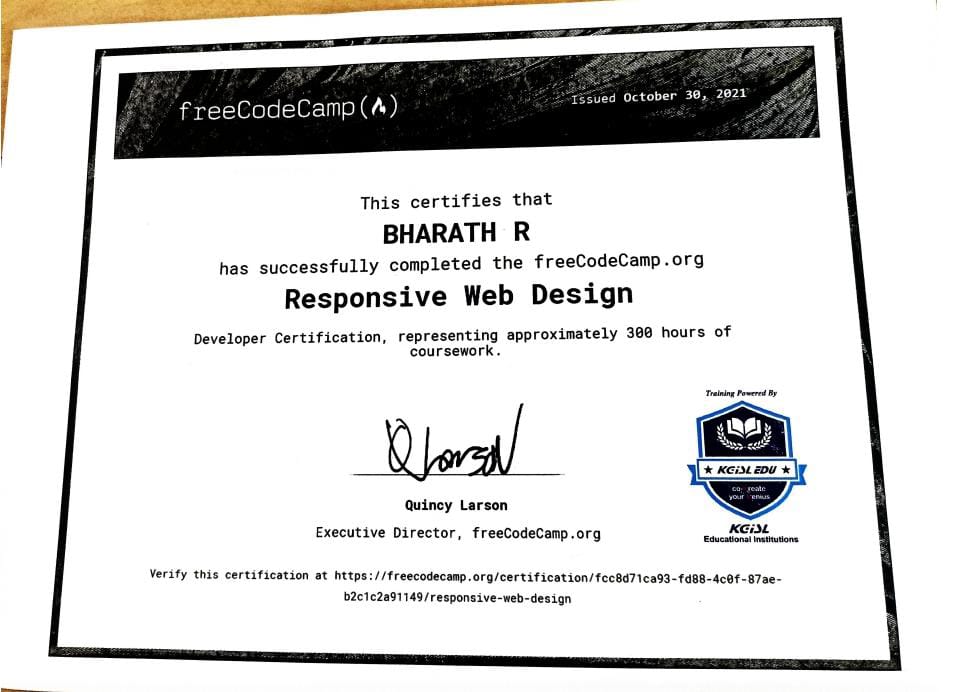 freeCodeCamp(🔥)
Issued October 30, 2021
This certifies that
BHARATH R
has successfully completed the freeCodeCamp.org
Responsive Web Design
Developer Certification, representing approximately 300 hours of
coursework.
Q Larson
Quincy Larson
Executive Director, freeCodeCamp.org
Training Powered By
★ KGiSL EDU ★
co-create
your Genius
KGiSL
Educational Institutions
Verify this certification at https://freecodecamp.org/certification/fcc8d71ca93-fd88-4c0f-87ae-
b2c1c2a91149/responsive-web-design